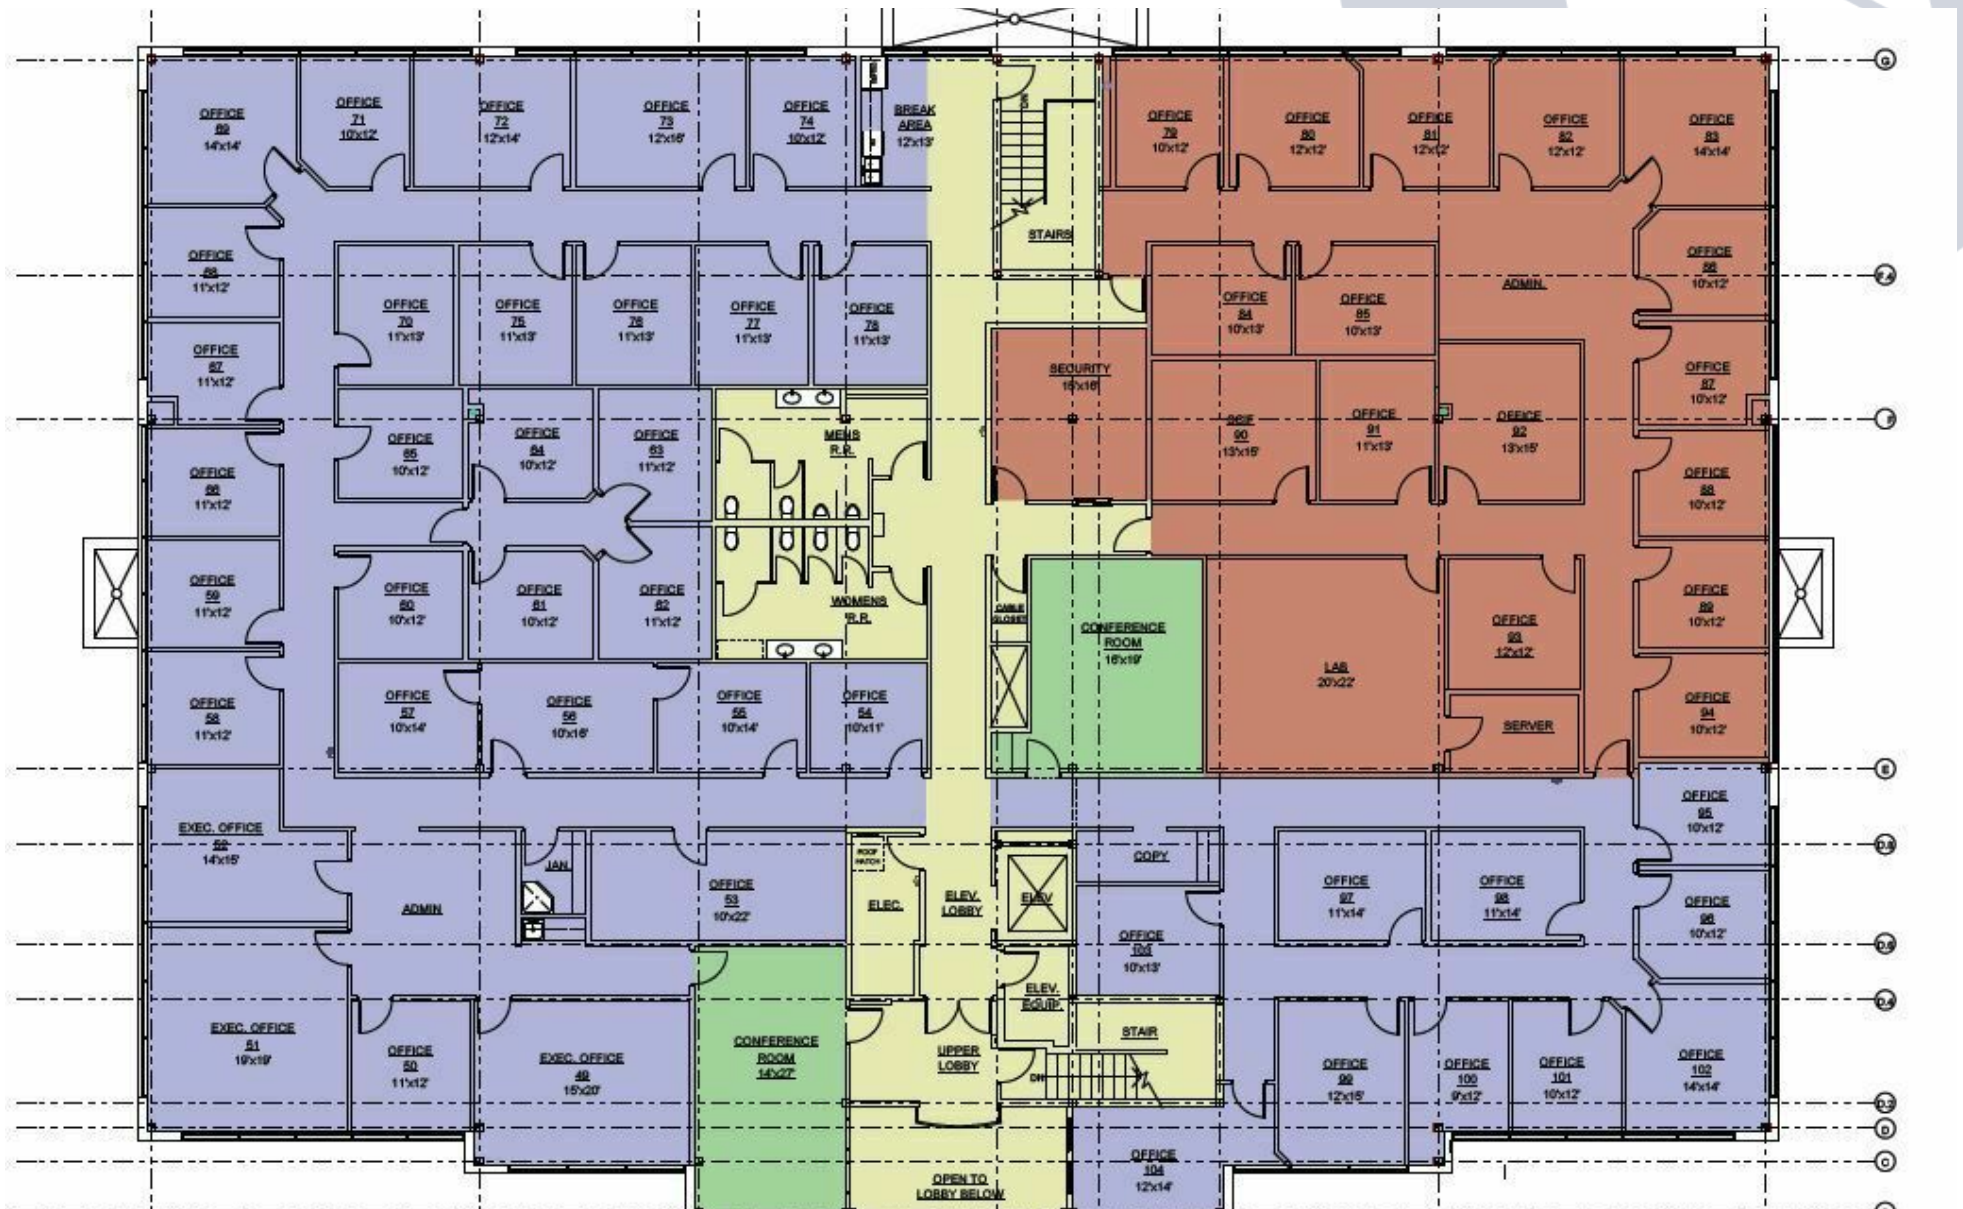 OFFICE
69
14'x14'
OFFICE
71
10'x12'
OFFICE
72
12'x14'
OFFICE
73
12'x16'
OFFICE
74
10'x12'
BREAK
AREA
12'x13'
DN
STAIRS
OFFICE
79
10'x12'
OFFICE
80
12'x12'
OFFICE
81
12'x12'
OFFICE
82
12'x12'
OFFICE
83
14'x14'
G
OFFICE
68
11'x12'
OFFICE
70
11'x13'
OFFICE
75
11'x13'
OFFICE
76
11'x13'
OFFICE
77
11'x13'
OFFICE
78
11'x13'
OFFICE
84
10'x13'
OFFICE
85
10'x13'
ADMIN.
OFFICE
86
10'x12'
OFFICE
67
11'x12'
SECURITY
15'x16'
OFFICE
87
10'x12'
OFFICE
65
10'x12'
OFFICE
64
10'x12'
OFFICE
63
11'x12'
MENS
R.R.
SCIF
90
13'x15'
OFFICE
91
11'x13'
OFFICE
92
13'x15'
F
OFFICE
66
11'x12'
OFFICE
88
10'x12'
OFFICE
59
11'x12'
OFFICE
60
10'x12'
OFFICE
61
10'x12'
OFFICE
62
11'x12'
WOMENS
R.R.
CABLE
CLOSET
CONFERENCE
ROOM
16'x19'
LAB
20'x22'
OFFICE
93
12'x12'
OFFICE
89
10'x12'
OFFICE
58
11'x12'
OFFICE
57
10'x14'
OFFICE
56
10'x16'
OFFICE
55
10'x14'
OFFICE
54
10'x11'
SERVER
OFFICE
94
10'x12'
E
EXEC. OFFICE
52
14'x15'
ADMIN
JAN.
OFFICE
53
10'x22'
ROOF
HATCH
ELEC.
ELEV.
LOBBY
ELEV
COPY
OFFICE
97
11'x14'
OFFICE
98
11'x14'
OFFICE
95
10'x12'
OFFICE
96
10'x12'
OFFICE
103
10'x13'
EXEC. OFFICE
51
19'x19'
OFFICE
50
11'x12'
EXEC. OFFICE
49
15'x20'
CONFERENCE
ROOM
14'x27'
UPPER
LOBBY
ELEV.
EQUIP.
STAIR
DN
OFFICE
99
12'x15'
OFFICE
100
9'x12'
OFFICE
101
10'x12'
OFFICE
102
14'x14'
D
C
OPEN TO
LOBBY BELOW
OFFICE
104
12'x14'